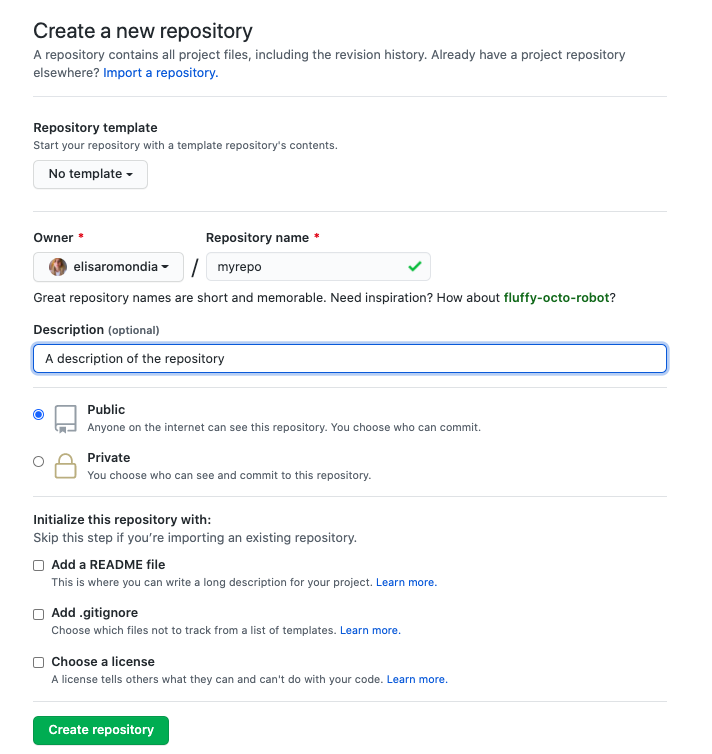 Create a new repository
A repository contains all project files, including the revision history. Already have a project repository
elsewhere? Import a repository.
Repository template
Start your repository with a template repository's contents.
No template
Owner * Repository name *
elisaromondia / myrepo
Great repository names are short and memorable. Need inspiration? How about fluffy-octo-robot?
Description (optional)
A description of the repository
Public
Anyone on the internet can see this repository. You choose who can commit.
Private
You choose who can see and commit to this repository.
Initialize this repository with:
Skip this step if you’re importing an existing repository.
Add a README file
This is where you can write a long description for your project. Learn more.
Add .gitignore
Choose which files not to track from a list of templates. Learn more.
Choose a license
A license tells others what they can and can't do with your code. Learn more.
Create repository